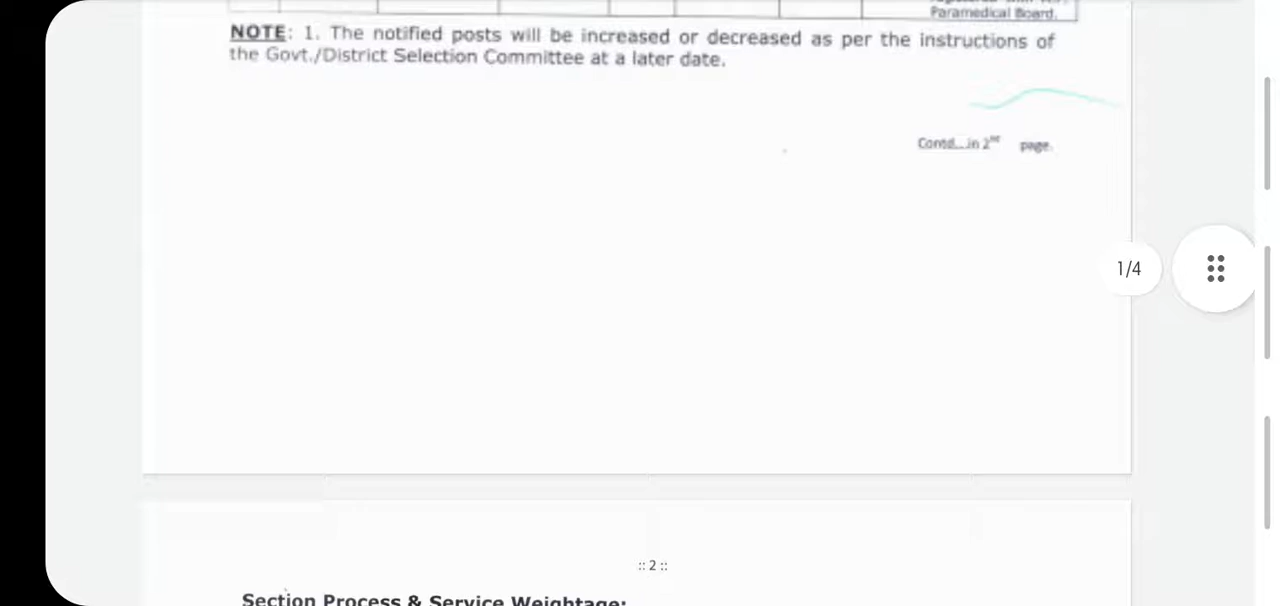 Paramedical Board.
NOTE: 1. The notified posts will be increased or decreased as per the instructions of
the Govt./District Selection Committee at a later date.
Contd...in 2nd page.
1/4
:: 2 ::
Section Process & Service Weightage: